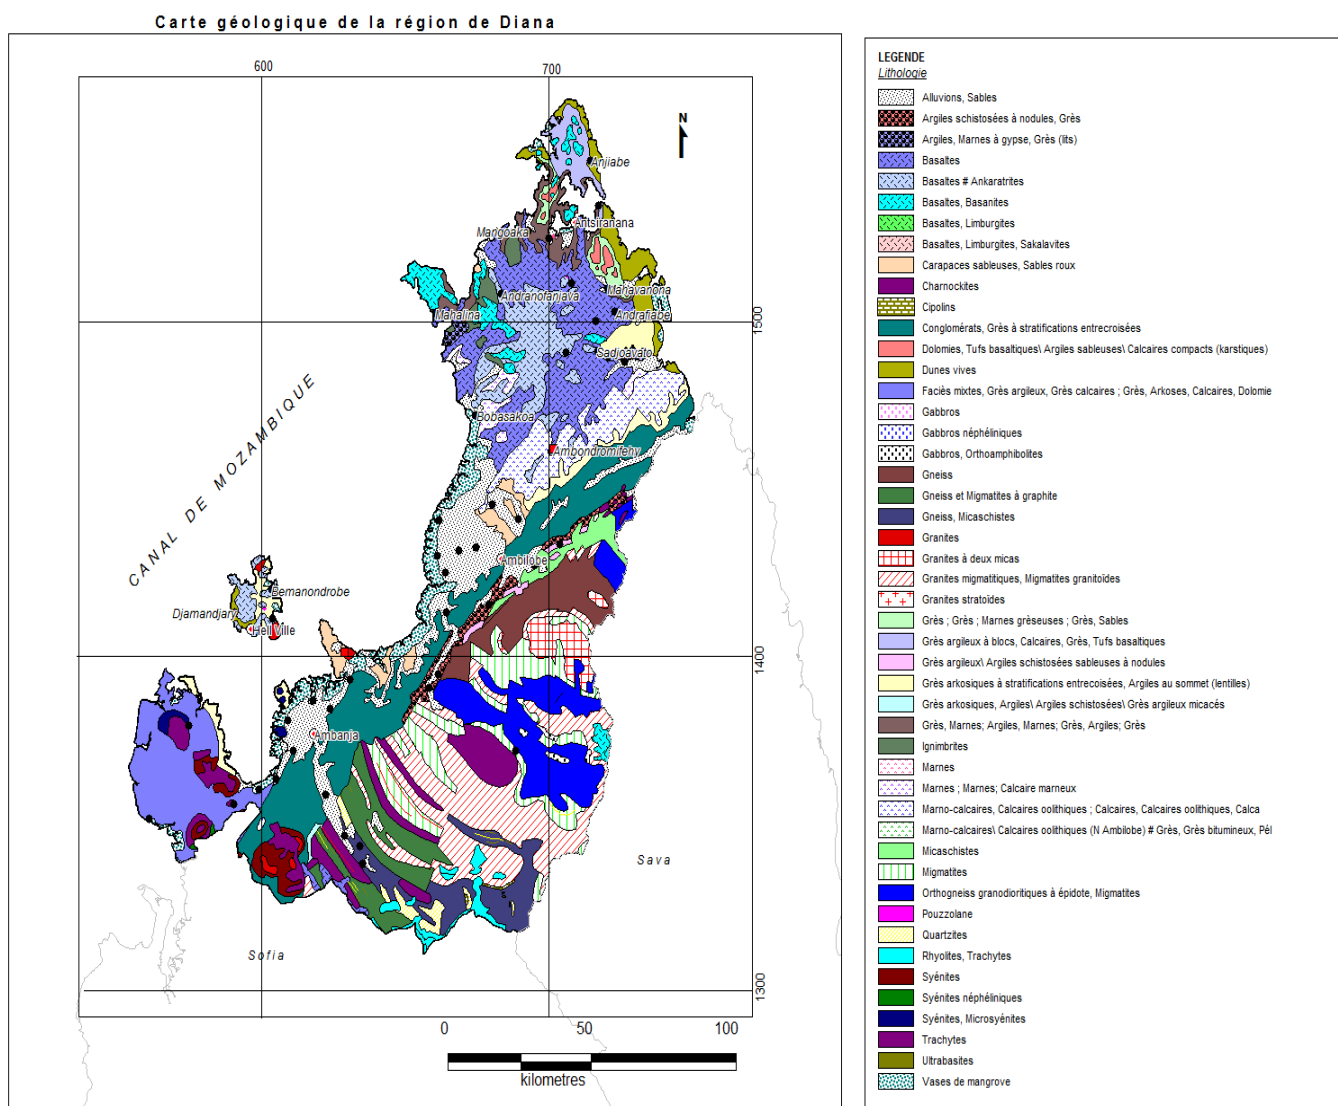 Carte géologique de la région de Diana
600
700
N
Anjiabe
Antsiranana
Mangoaka
Andranofanjava
Mahavanona
Mahalina
Andrafiabe
1500
Sadjoavato
Bobasakoa
Ambondromifehy
CANAL DE MOZAMBIQUE
Ambilobe
Bemanondrobe
Djamandjary
Hell Ville
1400
Ambanja
Sava
Sofia
1300
0 50 100
kilometres
LEGENDE
Lithologie
Alluvions, Sables
Argiles schistosées à nodules, Grès
Argiles, Marnes à gypse, Grès (lits)
Basaltes
Basaltes # Ankaratrites
Basaltes, Basanites
Basaltes, Limburgites
Basaltes, Limburgites, Sakalavites
Carapaces sableuses, Sables roux
Charnockites
Cipolins
Conglomérats, Grès à stratifications entrecroisées
Dolomies, Tufs basaltiques\ Argiles sableuses\ Calcaires compacts (karstiques)
Dunes vives
Faciès mixtes, Grès argileux, Grès calcaires ; Grès, Arkoses, Calcaires, Dolomie
Gabbros
Gabbros néphéliniques
Gabbros, Orthoamphibolites
Gneiss
Gneiss et Migmatites à graphite
Gneiss, Micaschistes
Granites
Granites à deux micas
Granites migmatitiques, Migmatites granitoïdes
Granites stratoïdes
Grès ; Grès ; Marnes grèseuses ; Grès, Sables
Grès argileux à blocs, Calcaires, Grès, Tufs basaltiques
Grès argileux\ Argiles schistosées sableuses à nodules
Grès arkosiques à stratifications entrecoisées, Argiles au sommet (lentilles)
Grès arkosiques, Argiles\ Argiles schistosées\ Grès argileux micacés
Grès, Marnes; Argiles, Marnes; Grès, Argiles; Grès
Ignimbrites
Marnes
Marnes ; Marnes; Calcaire marneux
Marno-calcaires, Calcaires oolithiques ; Calcaires, Calcaires oolithiques, Calca
Marno-calcaires\ Calcaires oolithiques (N Ambilobe) # Grès, Grès bitumineux, Pél
Micaschistes
Migmatites
Orthogneiss granodioritiques à épidote, Migmatites
Pouzzolane
Quartzites
Rhyolites, Trachytes
Syénites
Syénites néphéliniques
Syénites, Microsyénites
Trachytes
Ultrabasites
Vases de mangrove